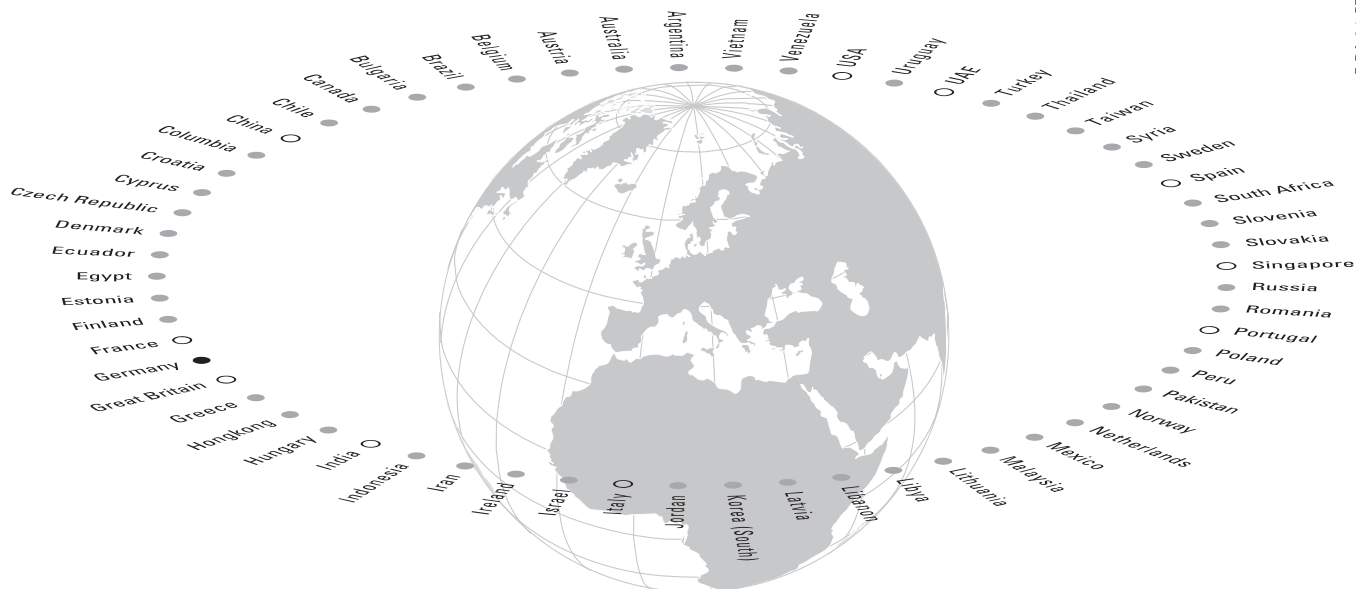 Argentina
Australia
Austria
Belgium
Brazil
Bulgaria
Canada
Chile
China
Columbia
Croatia
Cyprus
Czech Republic
Denmark
Ecuador
Egypt
Estonia
Finland
France
Germany
Great Britain
Greece
Hongkong
Hungary
India
Indonesia
Iran
Ireland
Israel
Italy
Jordan
Korea (South)
Latvia
Libanon
Libya
Lithuania
Malaysia
Mexico
Netherlands
Norway
Pakistan
Peru
Poland
Portugal
Romania
Russia
Singapore
Slovakia
Slovenia
South Africa
Spain
Sweden
Syria
Taiwan
Thailand
Turkey
UAE
Uruguay
USA
Venezuela
Vietnam